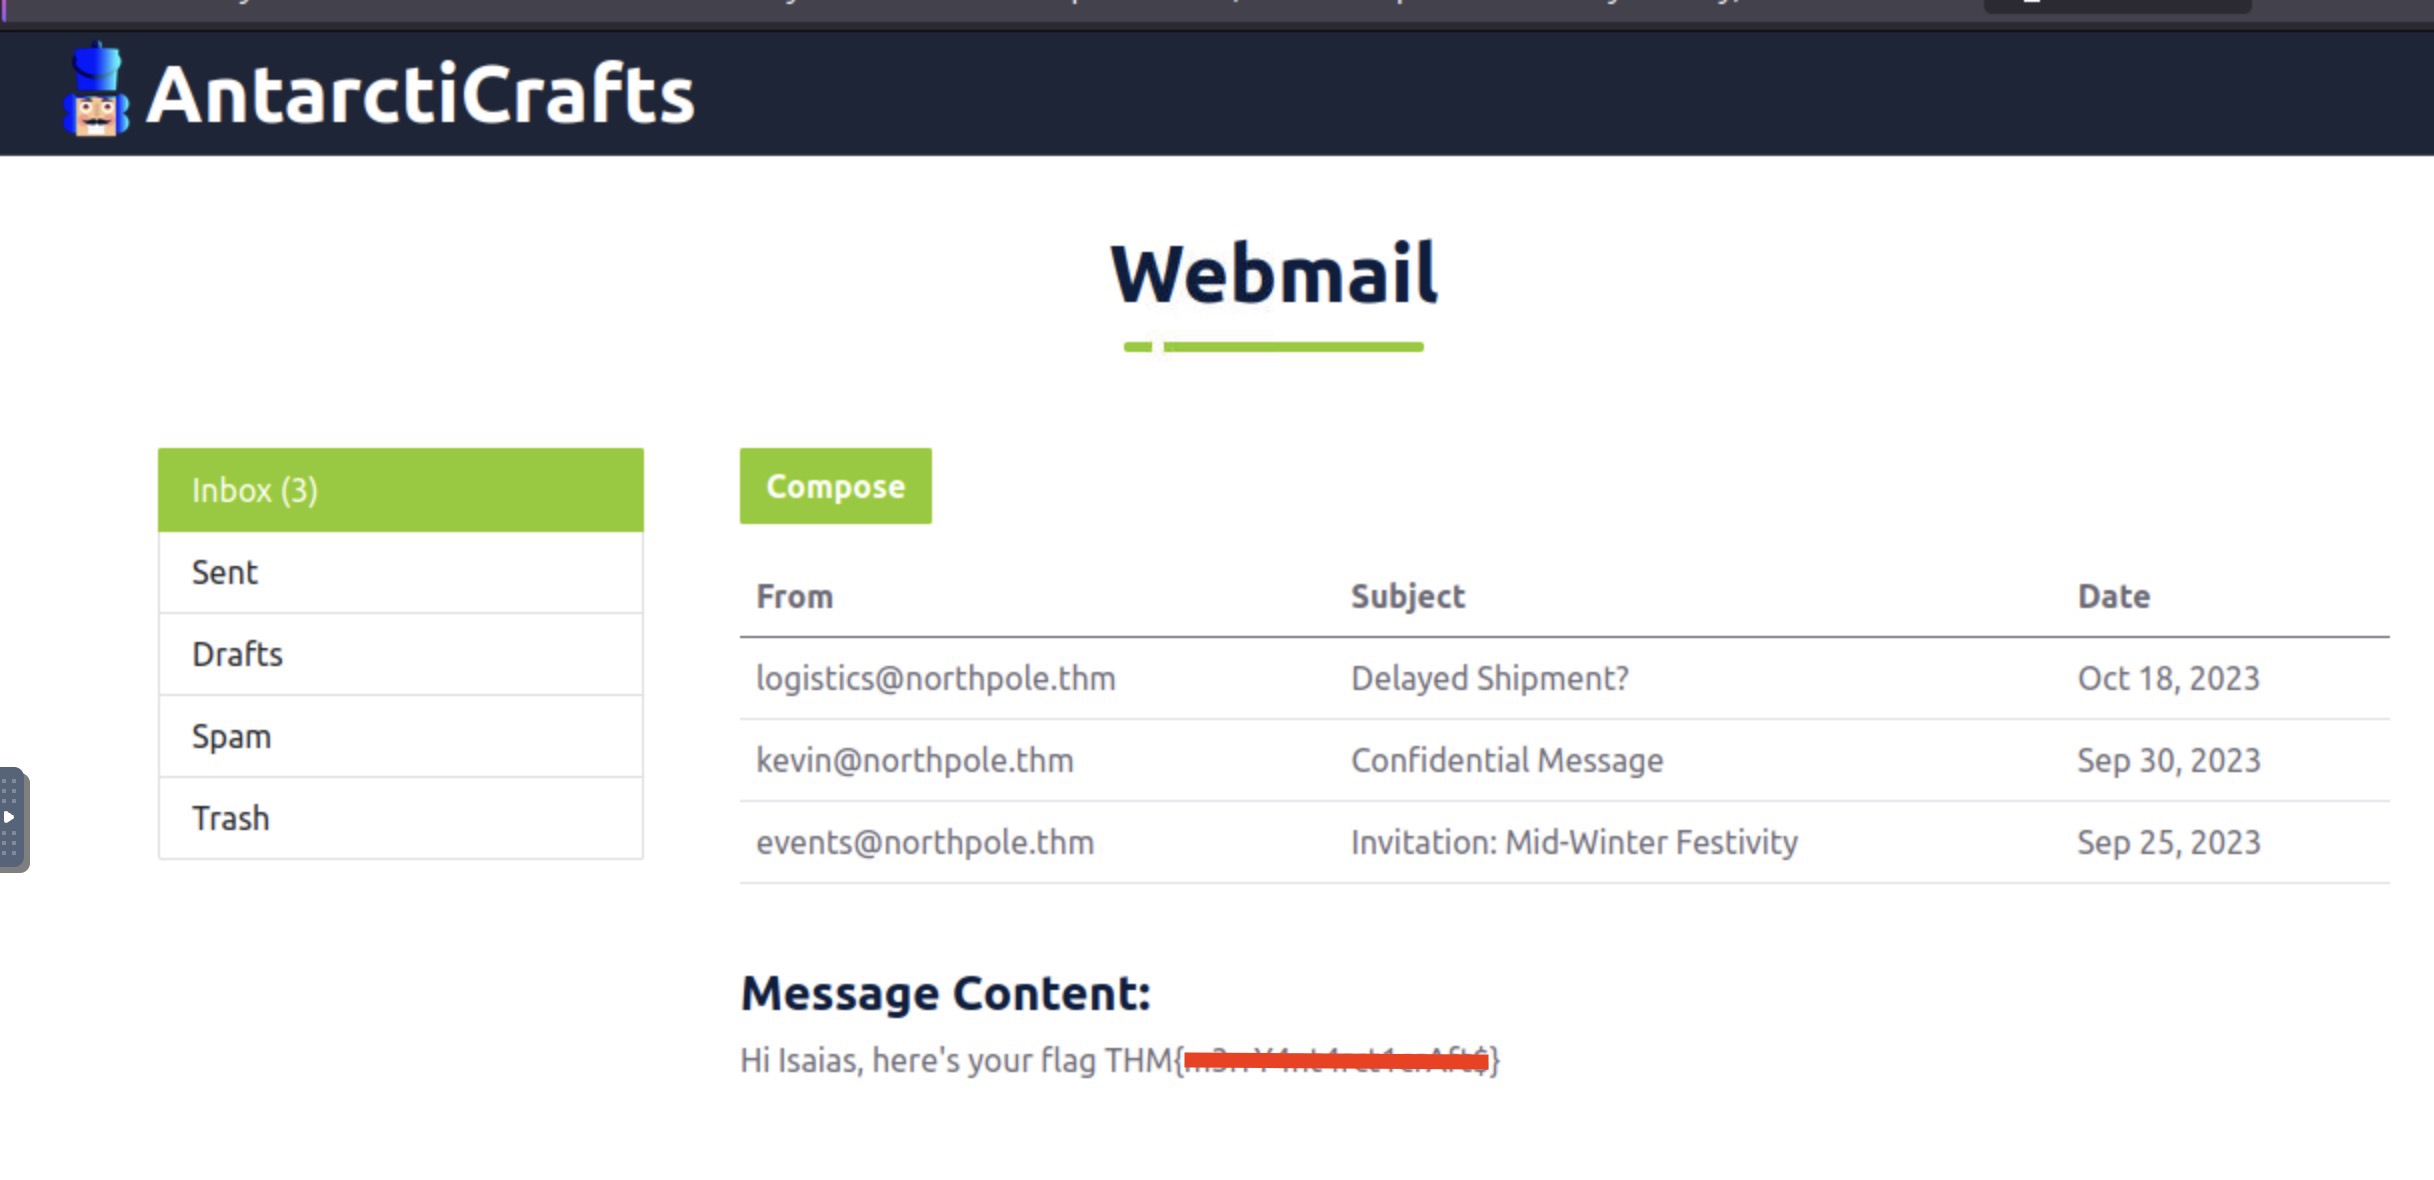 AntarctiCrafts
Webmail
Inbox (3)
Sent
Drafts
Spam
Trash
Compose
From Subject Date
logistics@northpole.thm Delayed Shipment? Oct 18, 2023
kevin@northpole.thm Confidential Message Sep 30, 2023
events@northpole.thm Invitation: Mid-Winter Festivity Sep 25, 2023
Message Content:
Hi Isaias, here's your flag THM{ }